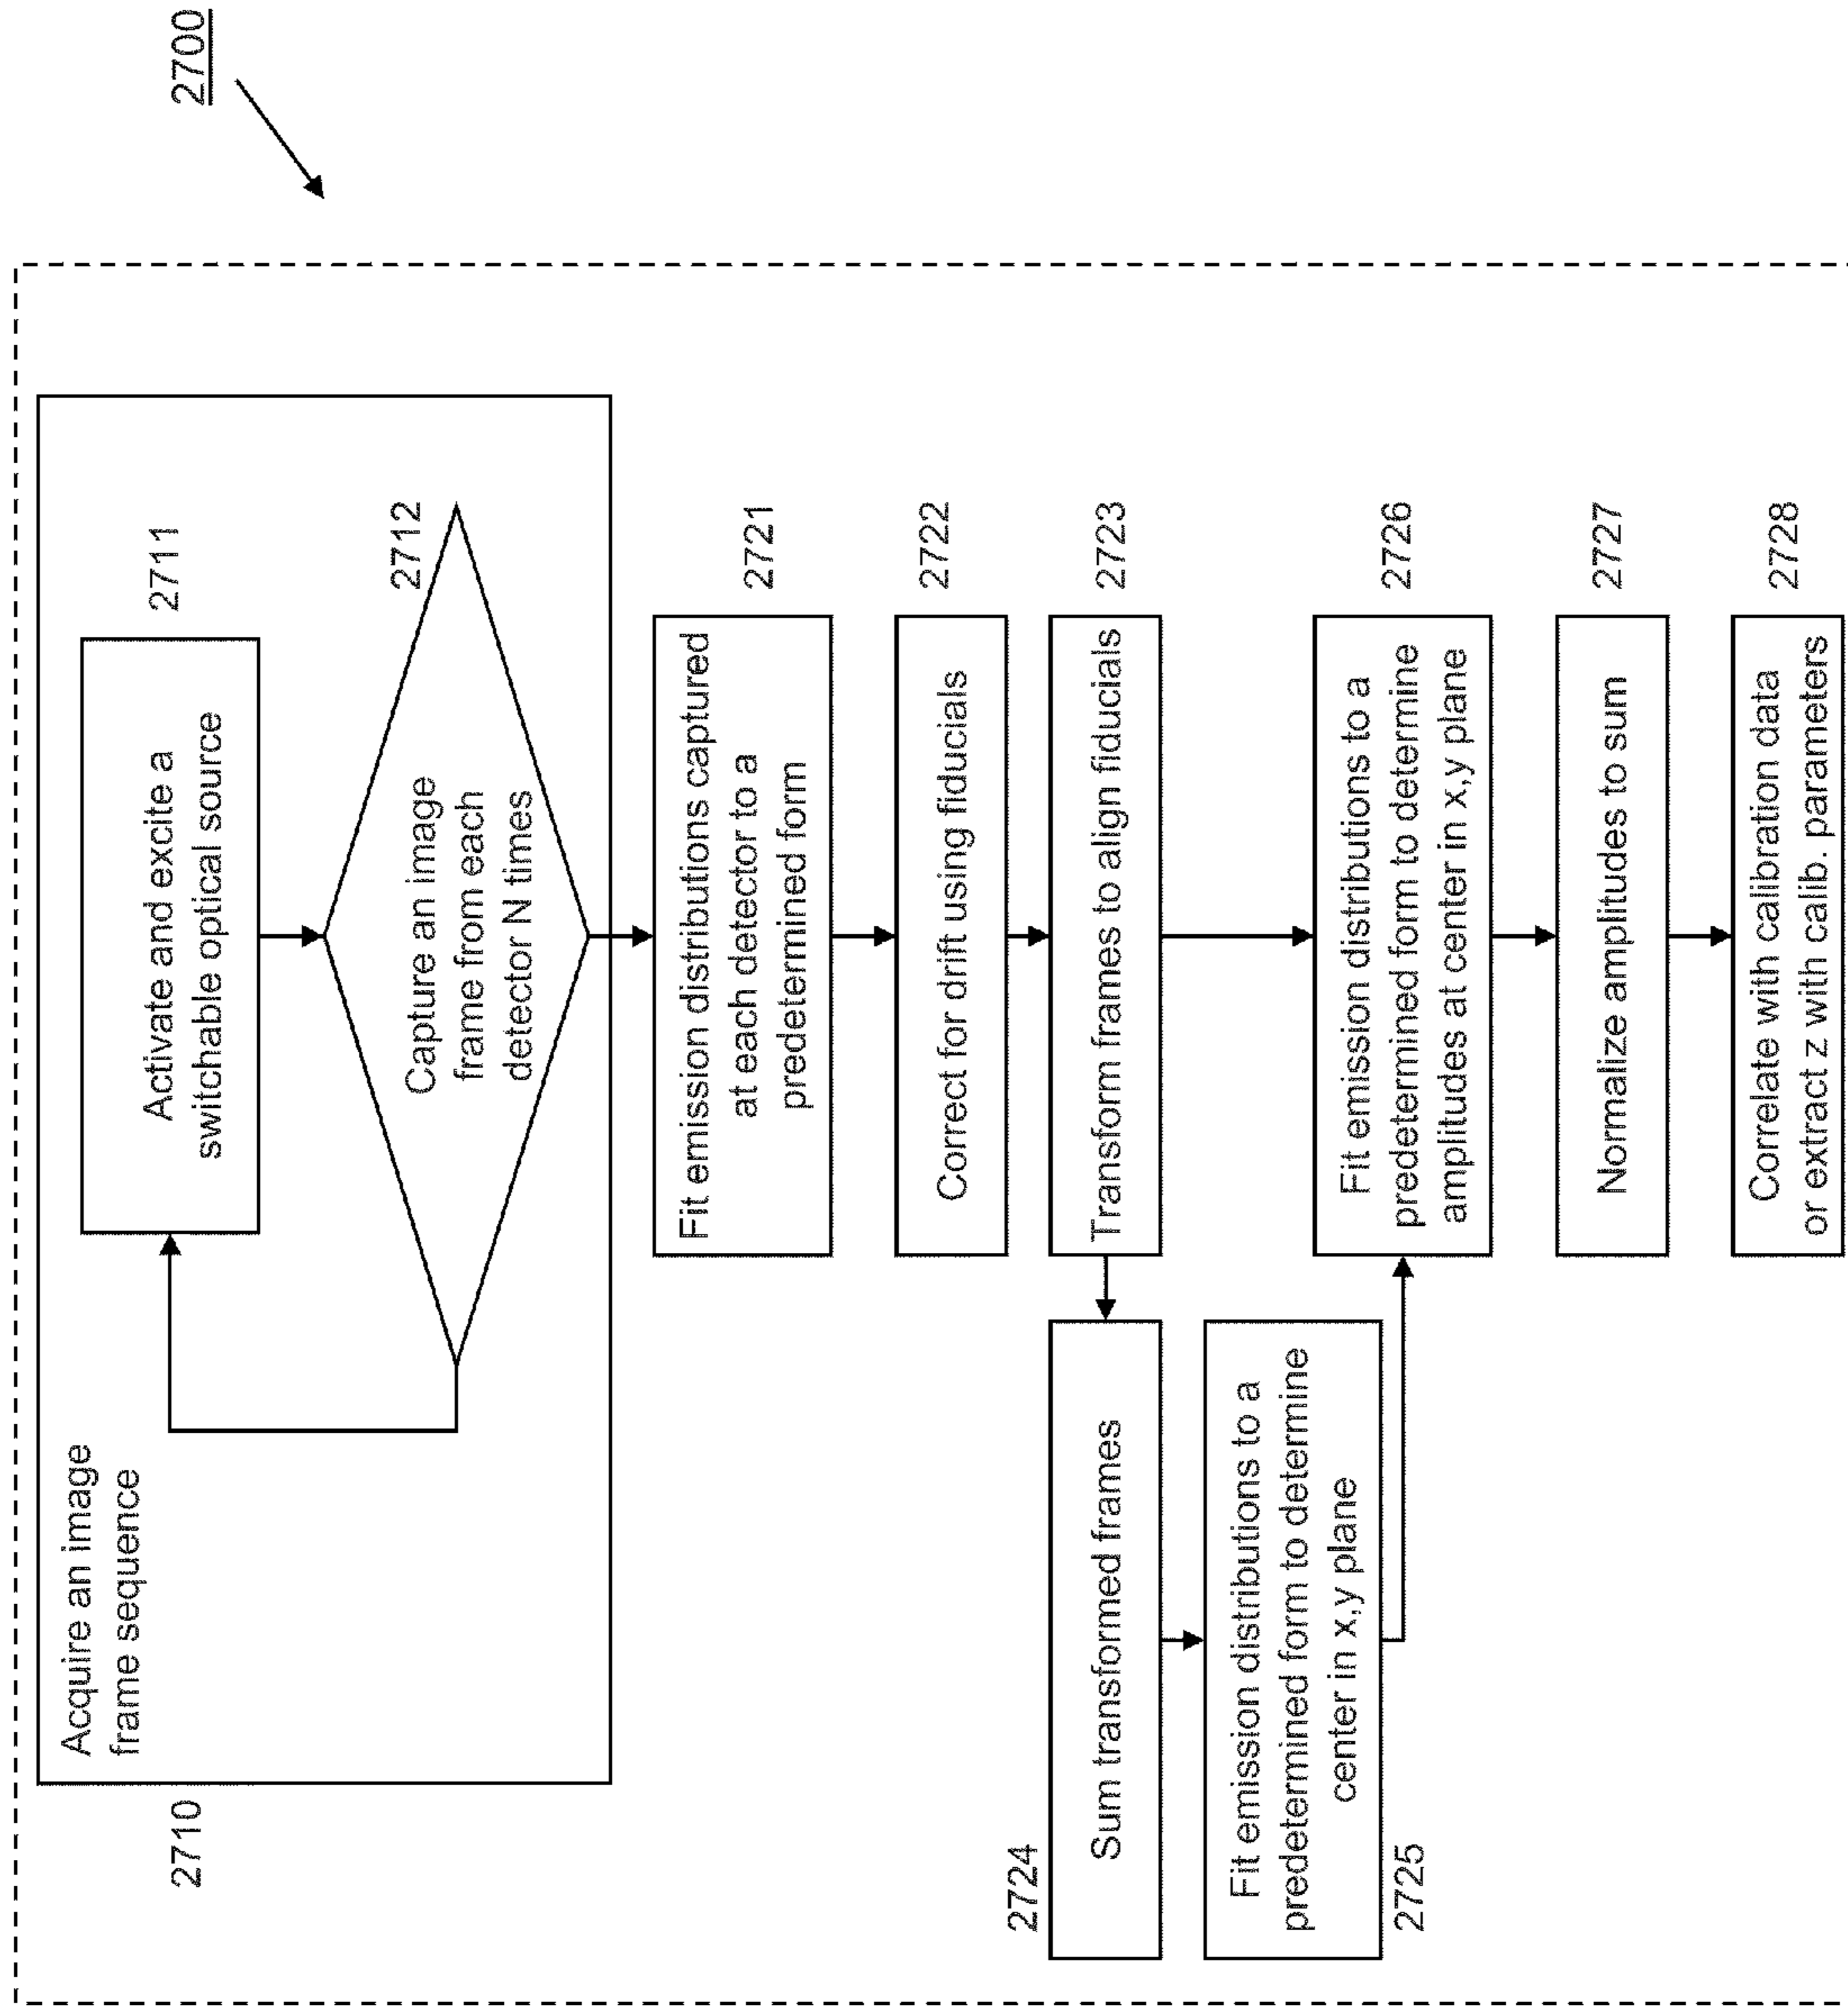 2700
Acquire an image
frame sequence
2710
Activate and excite a
switchable optical source
2711
Capture an image
frame from each
detector N times
2712
Fit emission distributions captured
at each detector to a
predetermined form
2721
Correct for drift using fiducials
2722
Transform frames to align fiducials
2723
2724
Sum transformed frames
Fit emission distributions to a
predetermined form to determine
center in x,y plane
2725
Fit emission distributions to a
predetermined form to determine
amplitudes at center in x,y plane
2726
Normalize amplitudes to sum
2727
Correlate with calibration data
or extract z with calib. parameters
2728